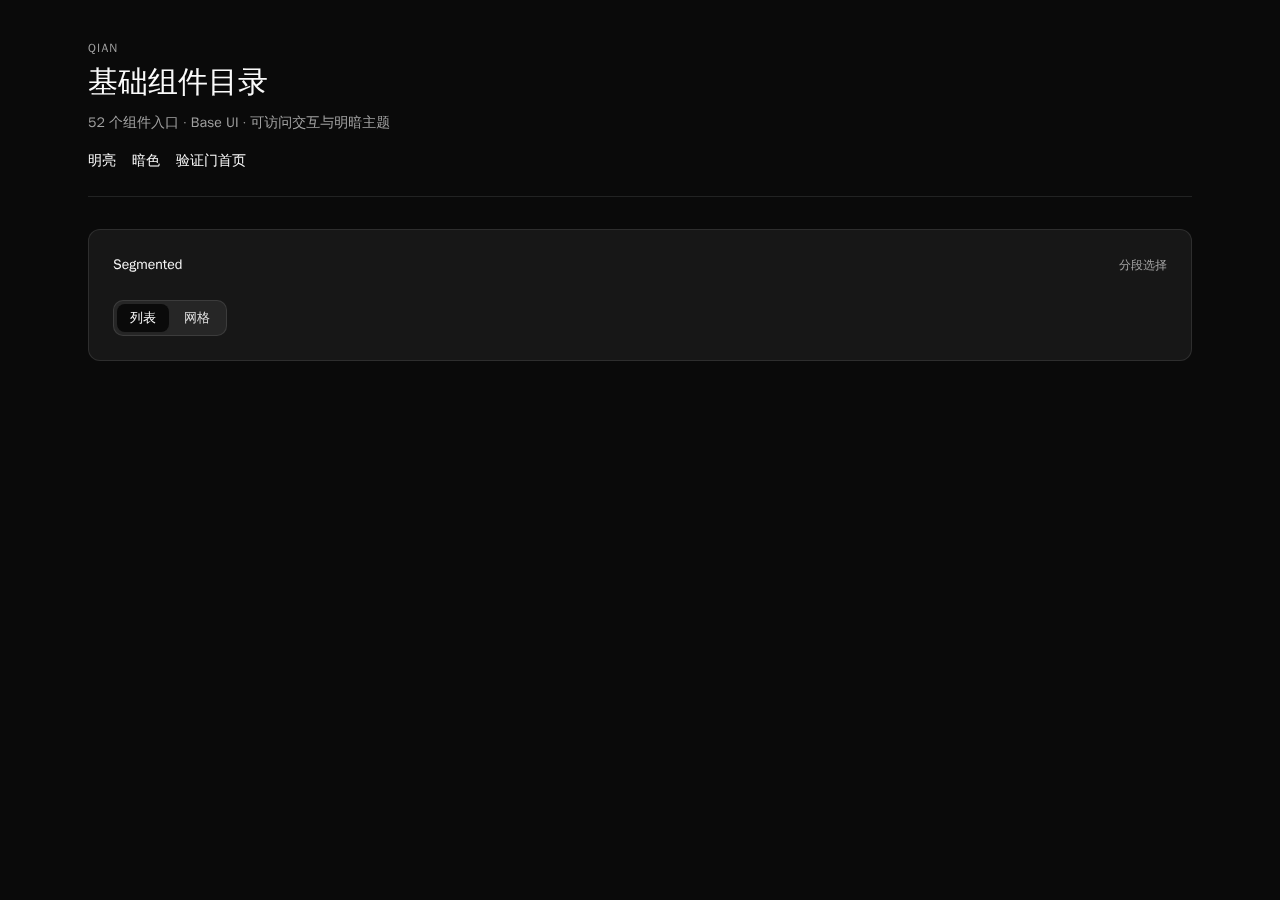 QIAN
基础组件目录
52 个组件入口 · Base UI · 可访问交互与明暗主题
明亮 暗色 验证门首页
Segmented 分段选择
列表 网格